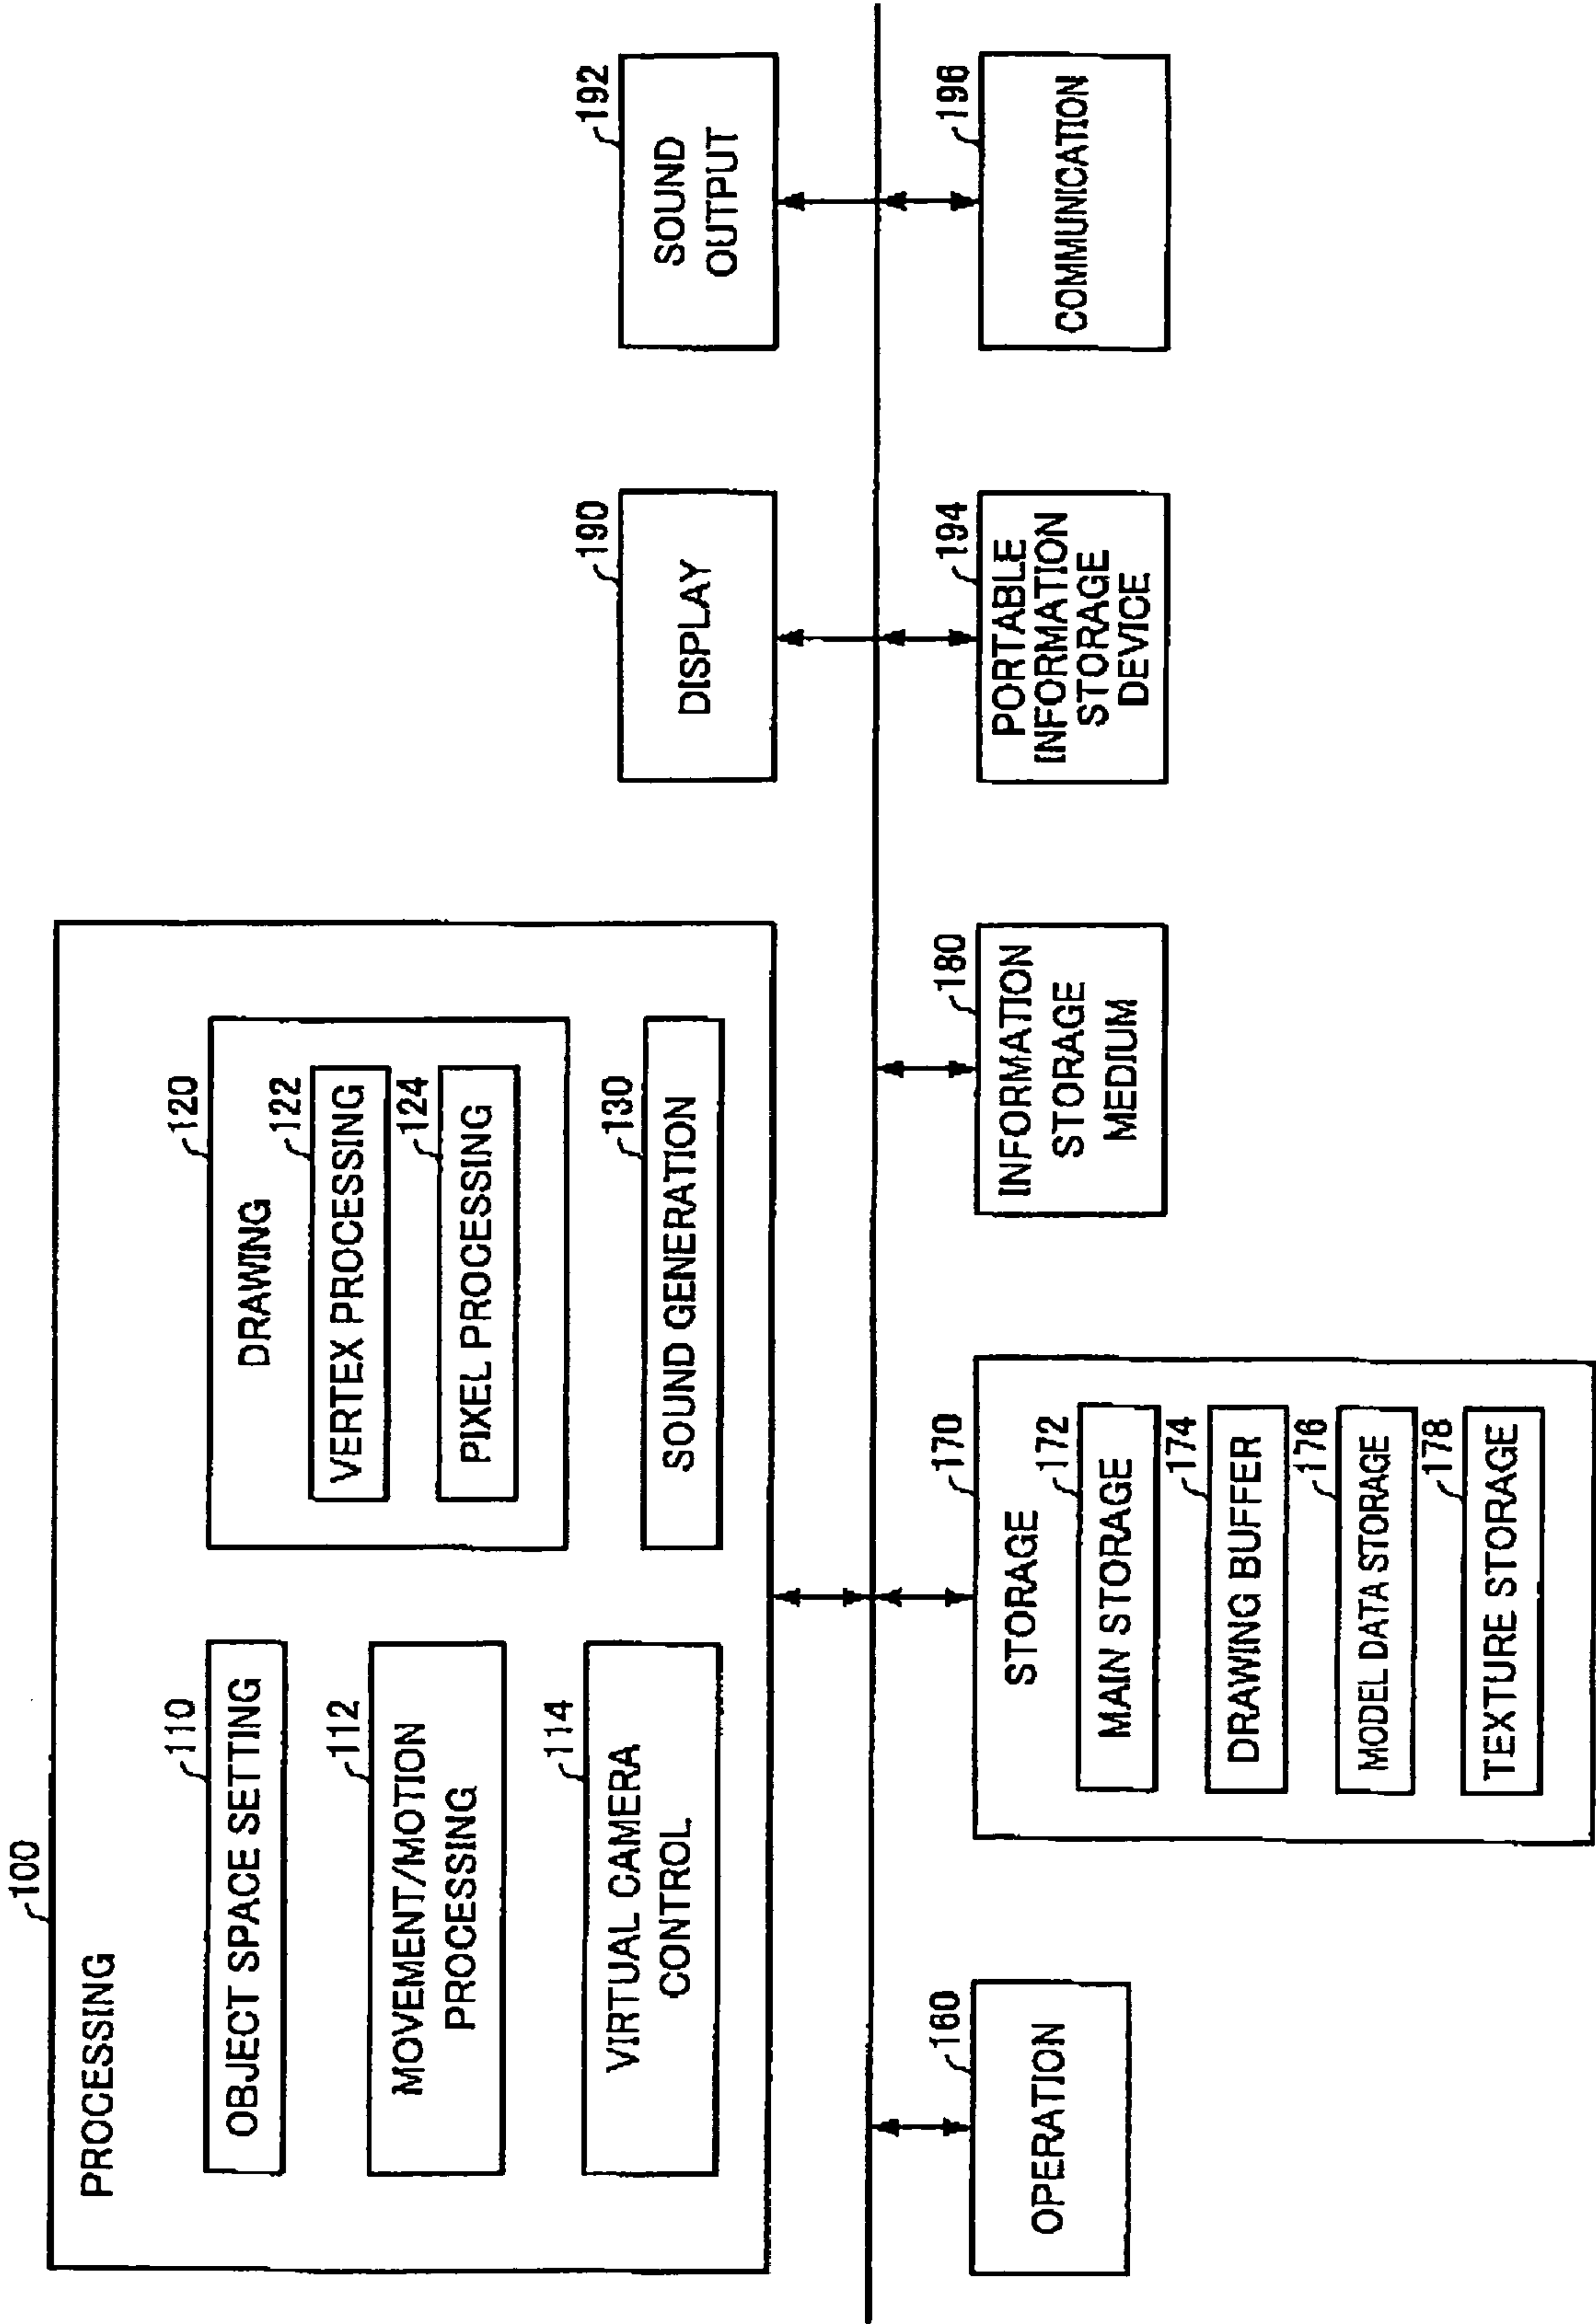 100
PROCESSING
110
OBJECT SPACE SETTING
112
MOVEMENT/MOTION
PROCESSING
114
VIRTUAL CAMERA
CONTROL
120
DRAWING
122
VERTEX PROCESSING
124
PIXEL PROCESSING
130
SOUND GENERATION
190
DISPLAY
192
SOUND
OUTPUT
160
OPERATION
170
STORAGE
172
MAIN STORAGE
174
DRAWING BUFFER
176
MODEL DATA STORAGE
178
TEXTURE STORAGE
180
INFORMATION
STORAGE
MEDIUM
194
PORTABLE
INFORMATION
STORAGE
DEVICE
196
COMMUNICATION